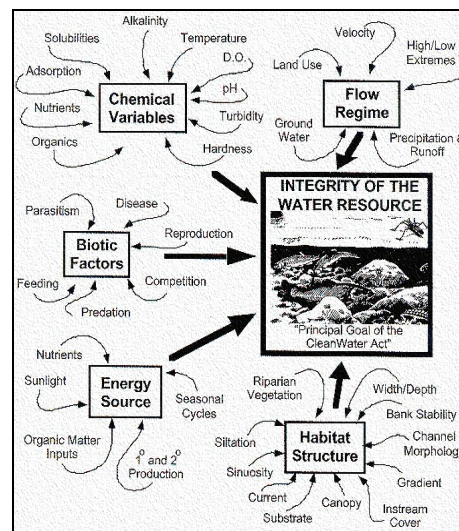 Alkalinity
Solubilities
Temperature
Adsorption
D.O.
Chemical
Variables
pH
Nutrients
Turbidity
Organics
Hardness
Velocity
High/Low
Extremes
Land Use
Flow
Regime
Ground
Water
Precipitation &
Runoff
INTEGRITY OF THE
WATER RESOURCE
"Principal Goal of the
CleanWater Act"
Disease
Parasitism
Reproduction
Biotic
Factors
Feeding
Competition
Predation
Nutrients
Sunlight
Energy
Source
Seasonal
Cycles
Organic Matter
Inputs
1° and 2°
Production
Riparian
Vegetation
Width/Depth
Bank Stability
Siltation
Habitat
Structure
Channel
Morpholog
Sinuosity
Gradient
Current
Canopy
Instream
Cover
Substrate